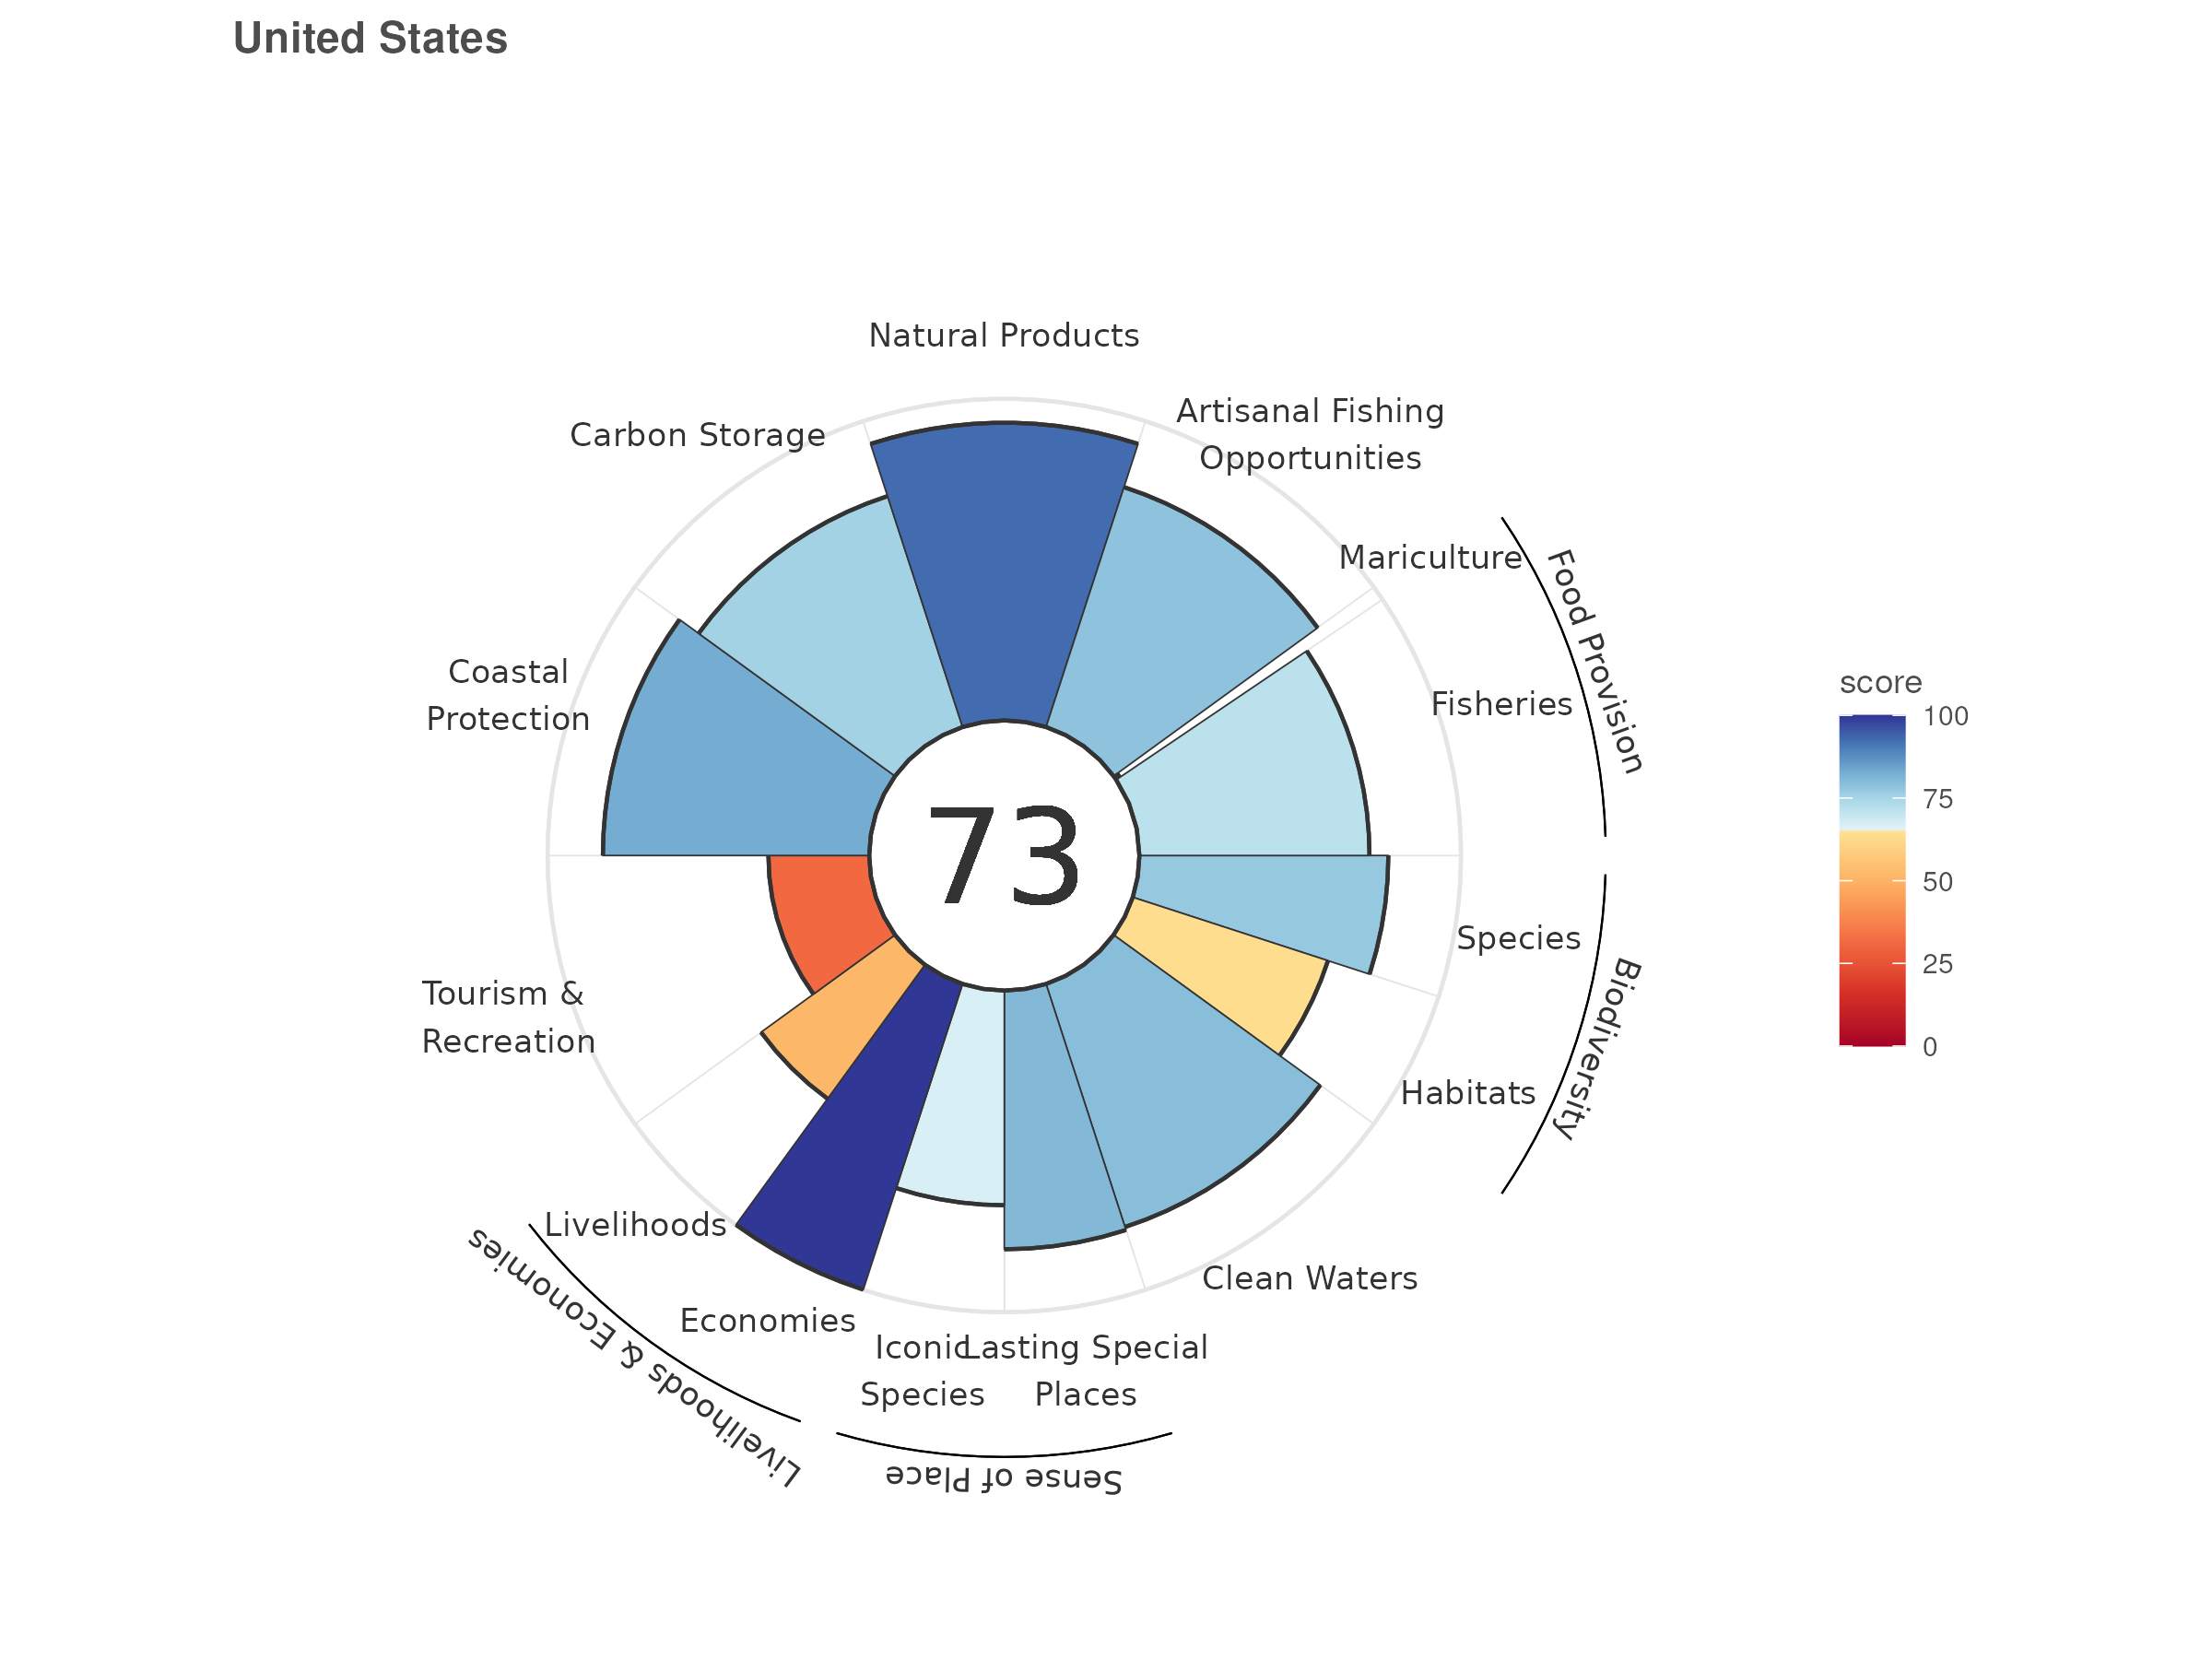 United States
Natural Products
Artisanal Fishing
Opportunities
Carbon Storage
Mariculture
Food Provision
Coastal
Protection
Fisheries
score
100
75
50
25
0
73
Species
Biodiversity
Tourism &
Recreation
Habitats
Livelihoods
Clean Waters
Economies
Livelihoods & Economies
Iconic
Species
Lasting Special
Places
Sense of Place